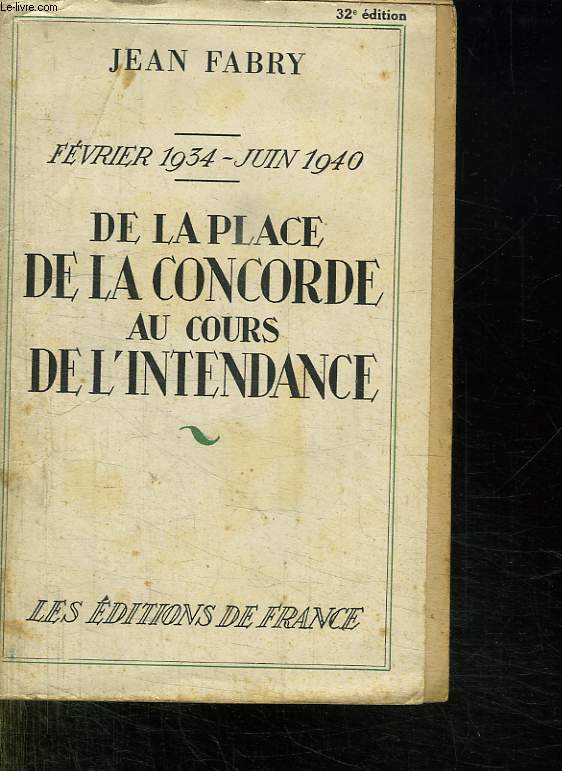 Le-livre.com
32e édition
JEAN FABRY
FÉVRIER 1934 - JUIN 1940
DE LA PLACE
DE LA CONCORDE
AU COURS
DE L'INTENDANCE
LES ÉDITIONS DE FRANCE